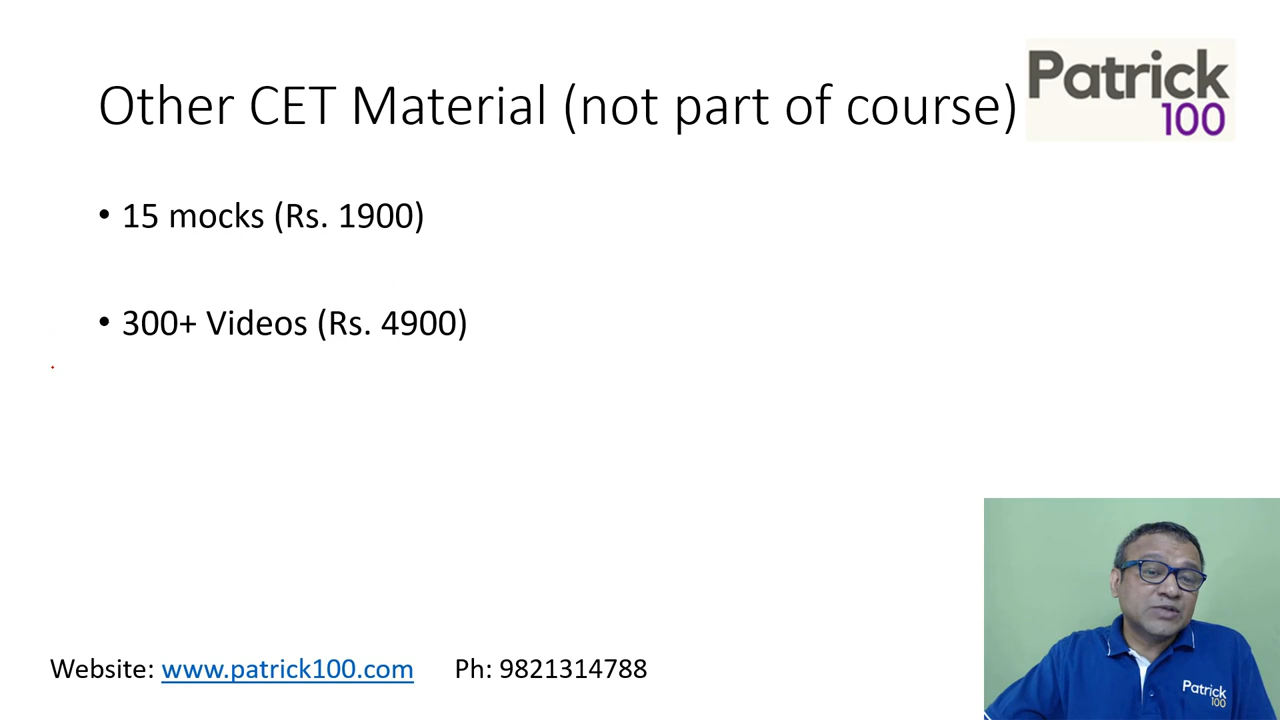 Other CET Material (not part of course)
Patrick
100
• 15 mocks (Rs. 1900)
• 300+ Videos (Rs. 4900)
Website: www.patrick100.com Ph: 9821314788
Patrick
100